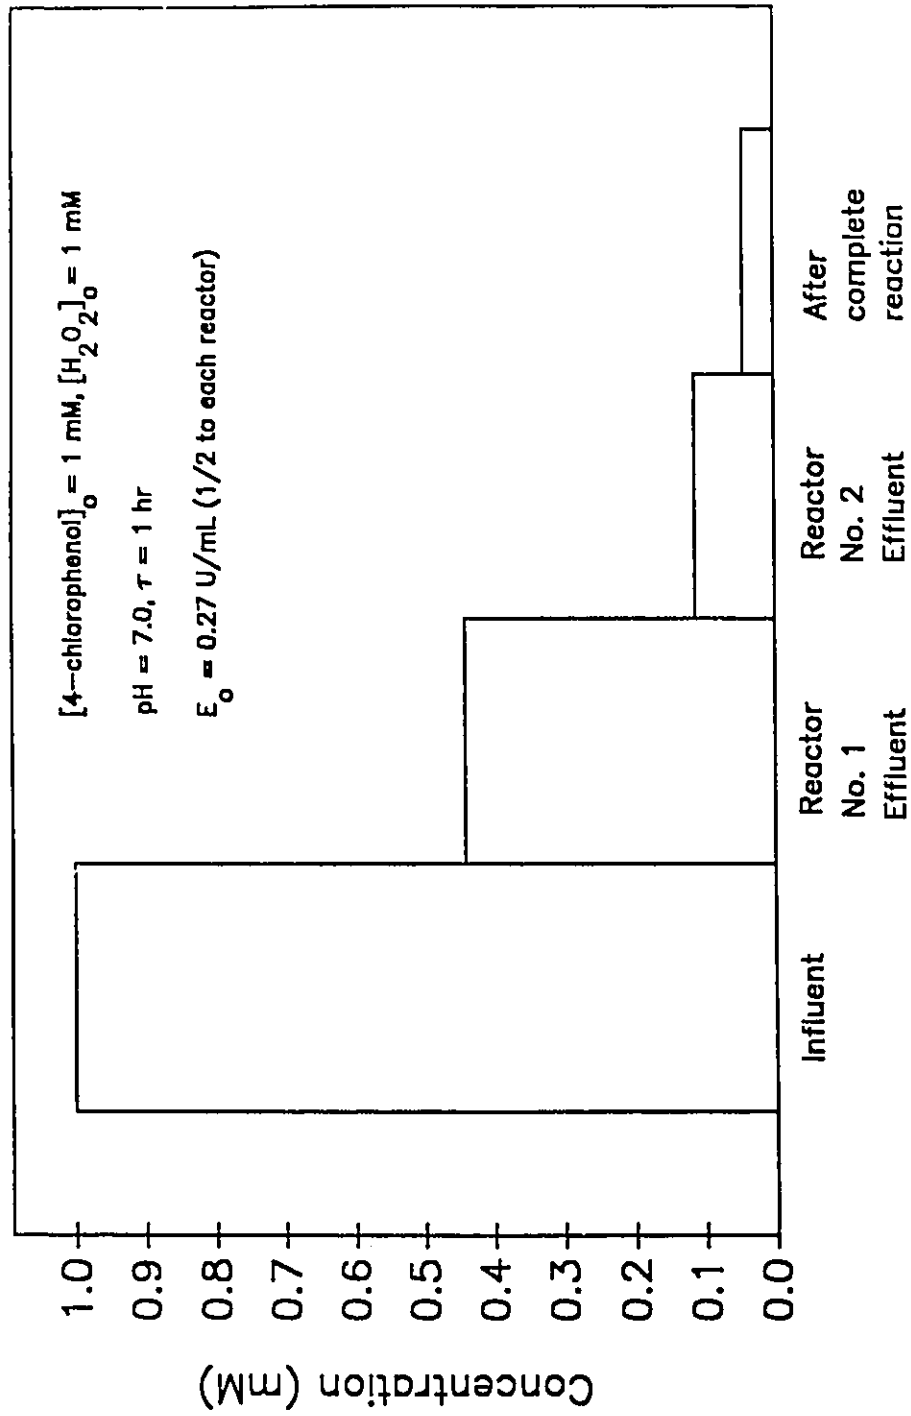 [4-chlorophenol]o = 1 mM, [H2O2]o = 1 mM
pH = 7.0, τ = 1 hr
Eo = 0.27 U/mL (1/2 to each reactor)
Concentration (mM)
1.0
0.9
0.8
0.7
0.6
0.5
0.4
0.3
0.2
0.1
0.0
Influent
Reactor
No. 1
Effluent
Reactor
No. 2
Effluent
After
complete
reaction